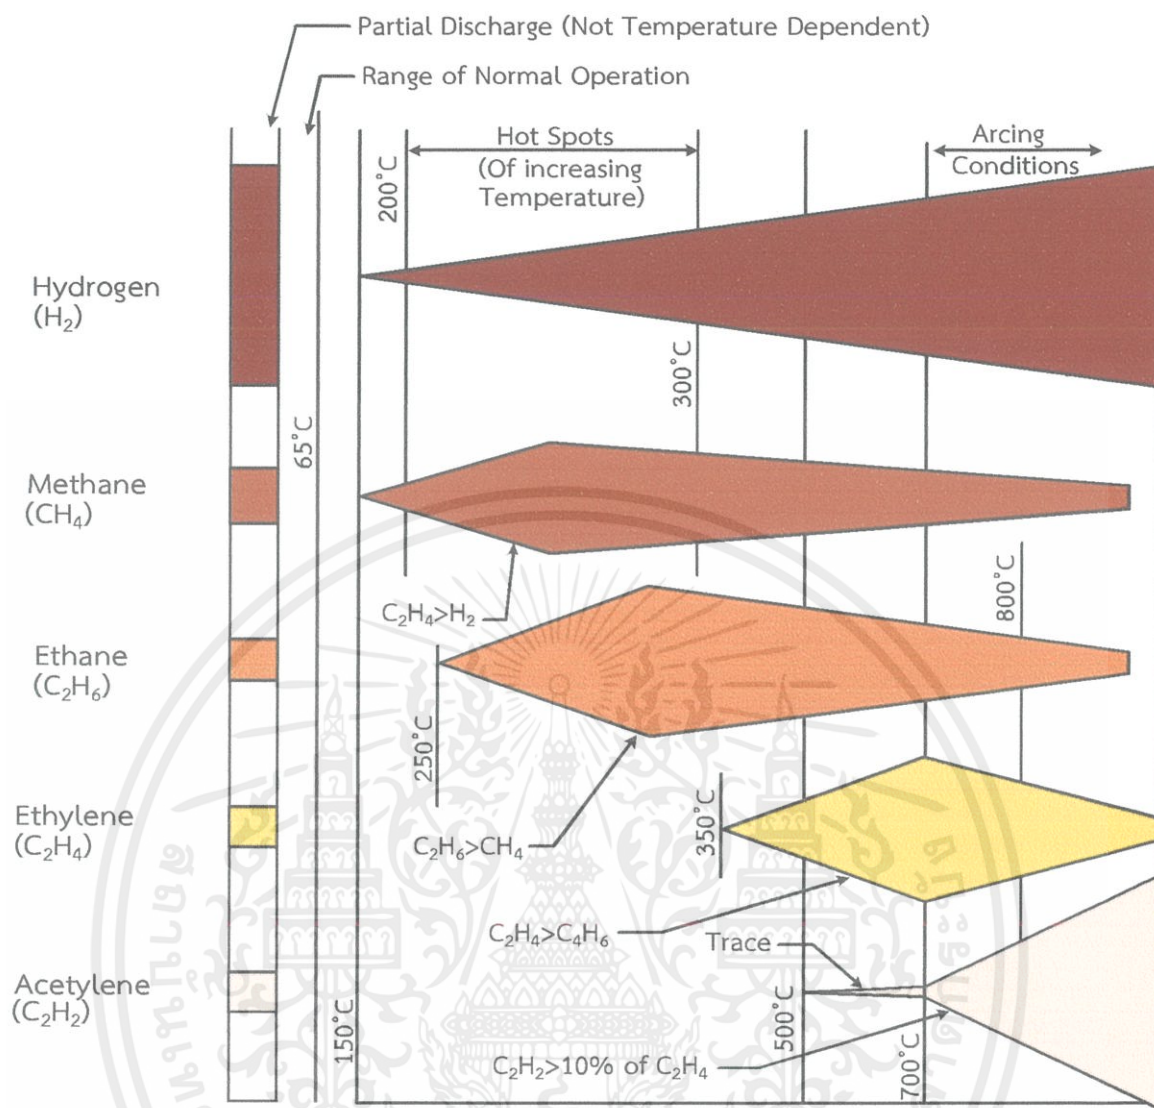 Partial Discharge (Not Temperature Dependent)
Range of Normal Operation
Hot Spots
(Of increasing
Temperature)
Arcing
Conditions
200°C
Hydrogen
(H₂)
300°C
65°C
Methane
(CH₄)
C₂H₄>H₂
800°C
Ethane
(C₂H₆)
250°C
Ethylene
(C₂H₄)
350°C
C₂H₆>CH₄
C₂H₄>C₄H₆
Trace
Acetylene
(C₂H₂)
150°C
500°C
700°C
C₂H₂>10% of C₂H₄